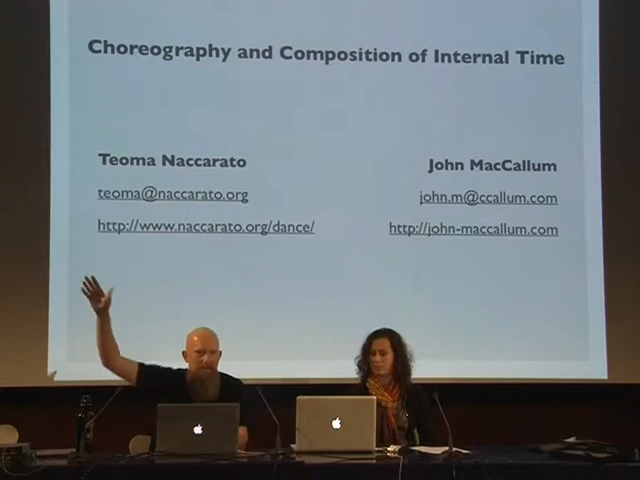 Choreography and Composition of Internal Time
Teoma Naccarato
John MacCallum
teoma@naccarato.org
john.m@ccallum.com
http://www.naccarato.org/dance/
http://john-maccallum.com